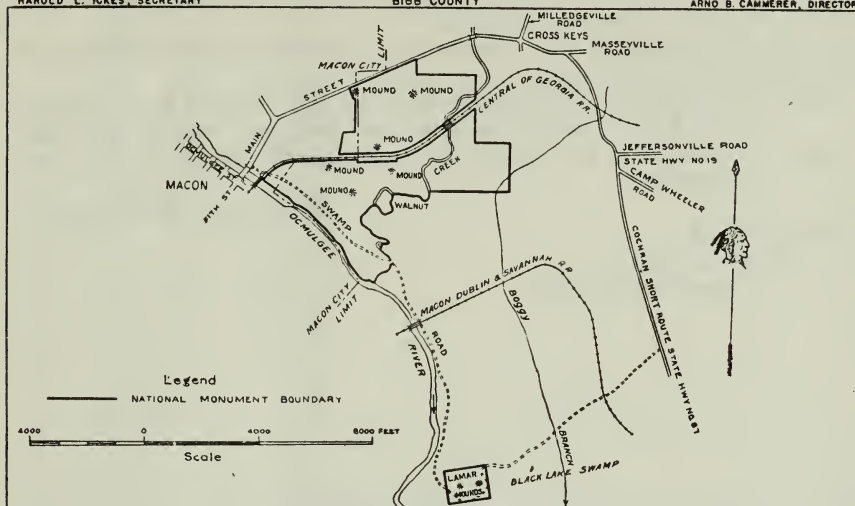 HAROLD L. ICKES, SECRETARY
BIBB COUNTY
ARNO B. CAMMERER, DIRECTOR
MILLEDGEVILLE
ROAD
CROSS KEYS
MASSEYVILLE
ROAD
MACON CITY
LIMIT
STREET
MAIN
MOUND
MOUND
CENTRAL OF GEORGIA RR.
MOUND
MOUND
MOUND
MOUND
CREEK
WALNUT
JEFFERSONVILLE ROAD
STATE HWY NO 19
CAMP WHEELER
ROAD
MACON
5TH ST
SWAMP
OCMULGEE
RIVER
MACON CITY
LIMIT
ROAD
MACON DUBLIN & SAVANNAH RR
Boggy
BRANCH
COCHRAN SHORT ROUTE STATE HWY NO. 87
Legend
NATIONAL MONUMENT BOUNDARY
4000 0 4000 8000 FEET
Scale
LAMAR
MOUNDS
BLACK LAKE SWAMP